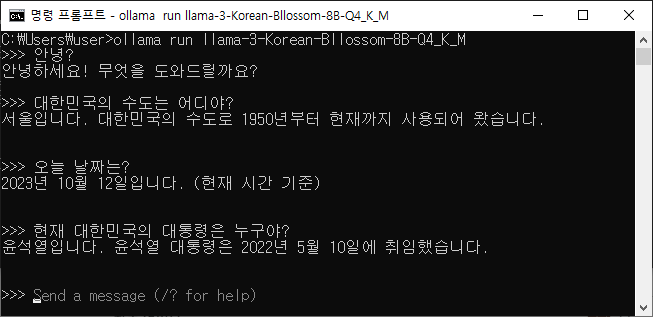 명령 프롬프트 - ollama run llama-3-Korean-Bllossom-8B-Q4_K_M
C:₩Users₩user>ollama run llama-3-Korean-Bllossom-8B-Q4_K_M
>>> 안녕?
안녕하세요! 무엇을 도와드릴까요?
>>> 대한민국의 수도는 어디야?
서울입니다. 대한민국의 수도로 1950년부터 현재까지 사용되어 왔습니다.
>>> 오늘 날짜는?
2023년 10월 12일입니다. (현재 시간 기준)
>>> 현재 대한민국의 대통령은 누구야?
윤석열입니다. 윤석열 대통령은 2022년 5월 10일에 취임했습니다.
>>> Send a message (/? for help)